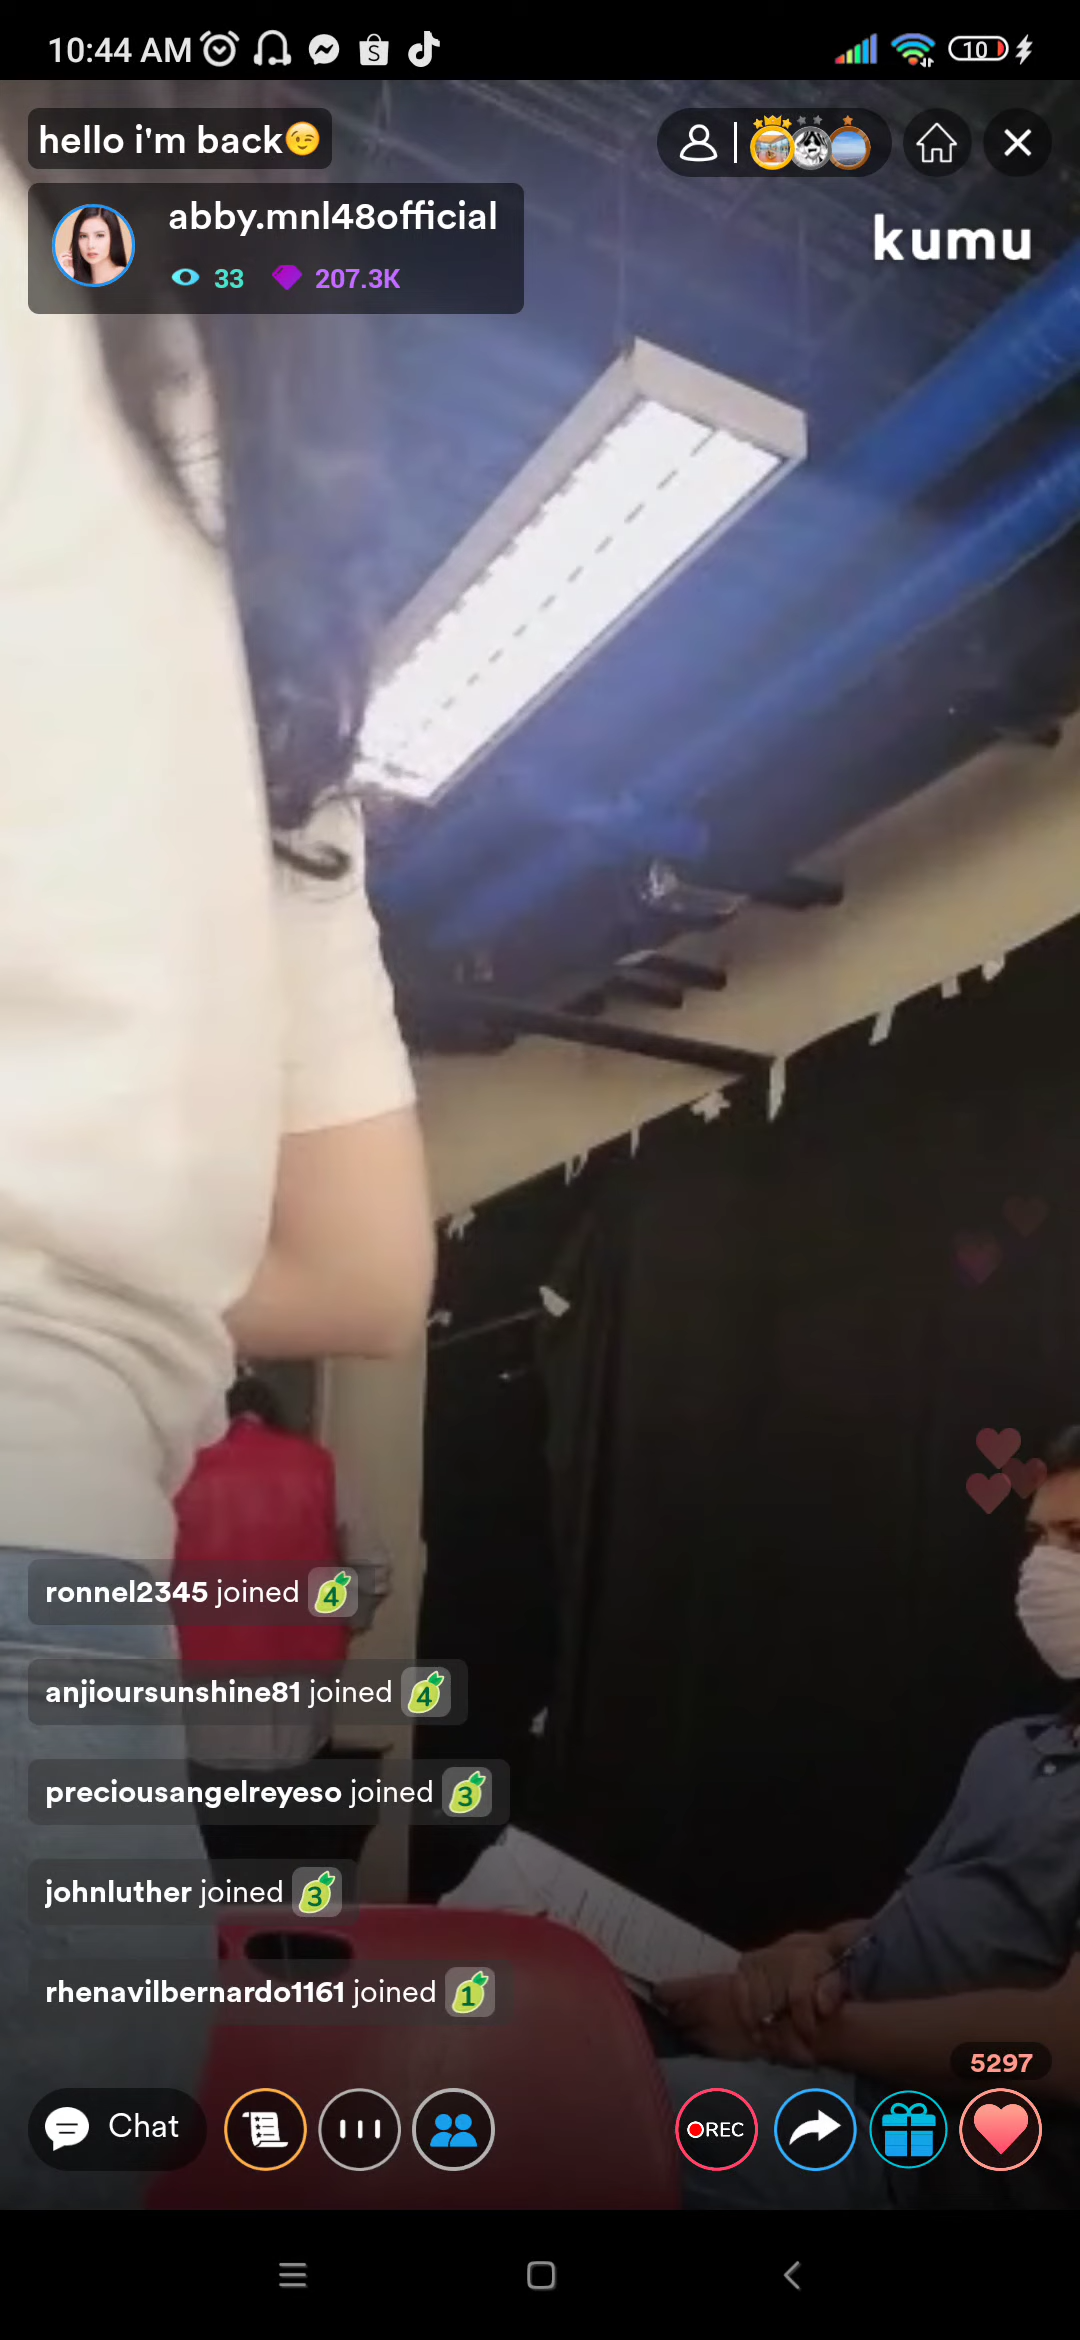 10:44 AM
10
hello i'm back😉
abby.mnl48official
33 207.3K
kumu
ronnel2345 joined 4
anjioursunshine81 joined 4
preciousangelreyeso joined 3
johnluther joined 3
rhenavilbernardo1161 joined 1
5297
Chat
REC